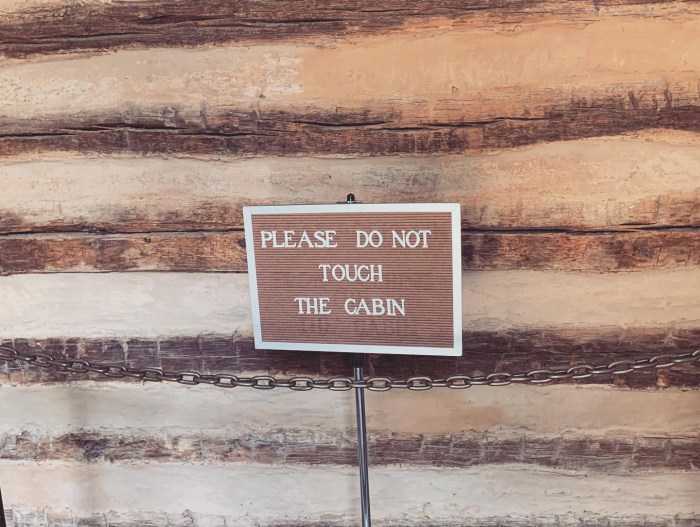 PLEASE DO NOT
TOUCH
THE CABIN